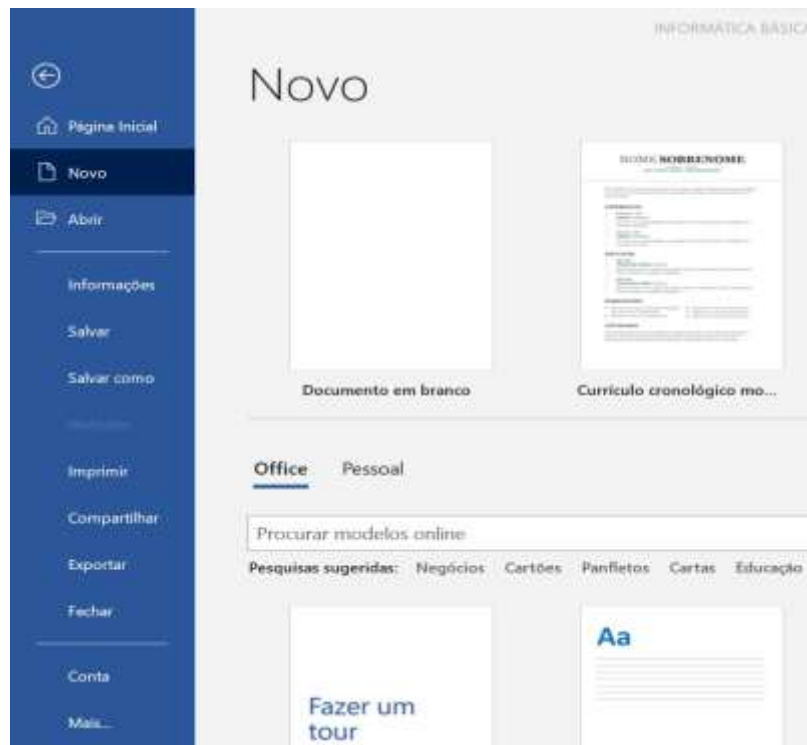 INFORMÁTICA BÁSICA
Novo
Página Inicial
Novo
Abrir
Informações
Salvar
Salvar como
Imprimir
Compartilhar
Exportar
Fechar
Conta
Mais...
NOME SOBRENOME
Documento em branco
Currículo cronológico mo...
Office Pessoal
Procurar modelos online
Pesquisas sugeridas: Negócios Cartões Panfletos Cartas Educação
Fazer um
tour
Aa